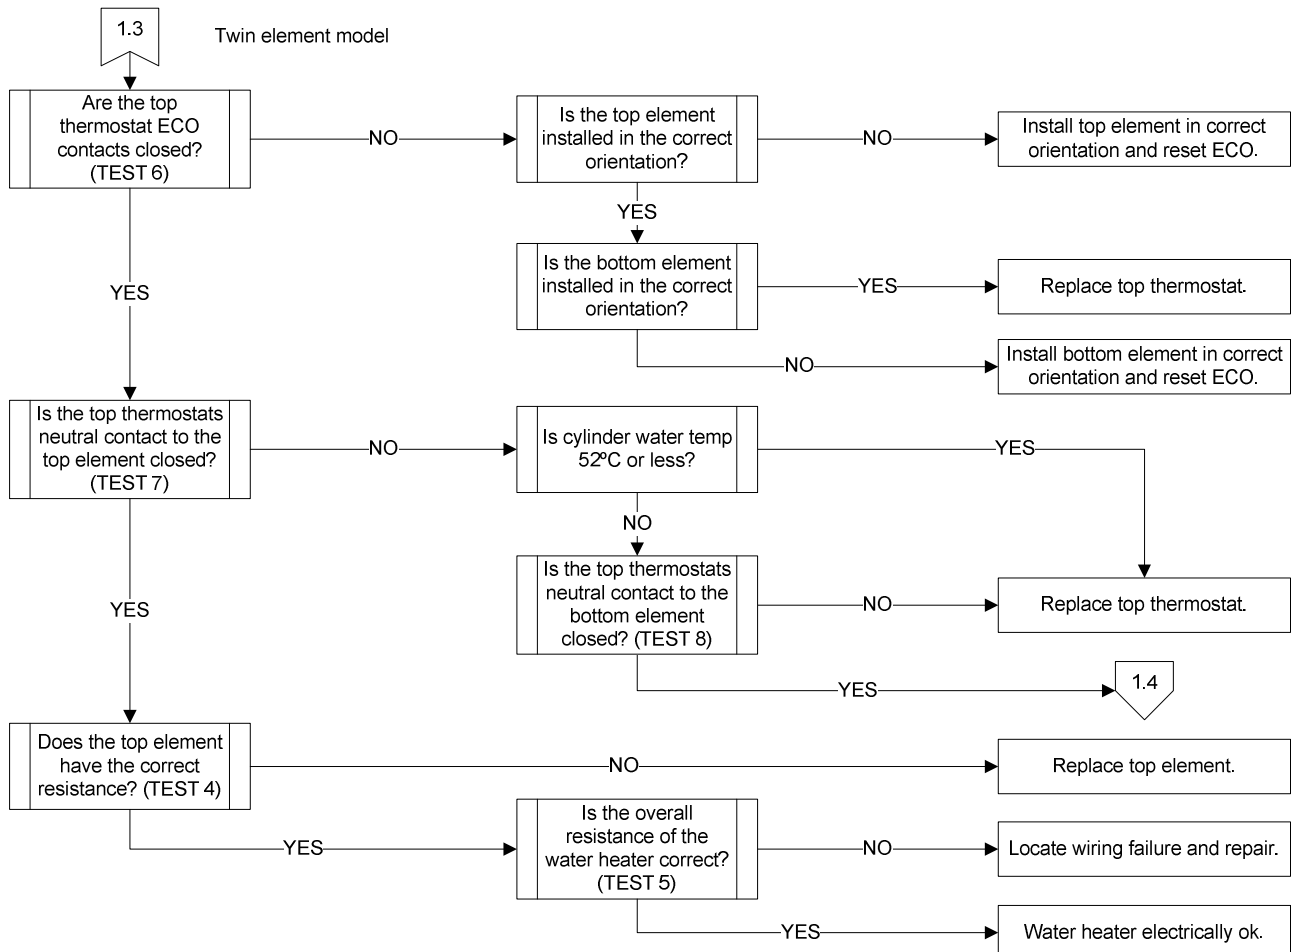 1.3
Twin element model
Are the top
thermostat ECO
contacts closed?
(TEST 6)
NO
Is the top element
installed in the correct
orientation?
NO
Install top element in correct
orientation and reset ECO.
YES
YES
Is the bottom element
installed in the correct
orientation?
YES
Replace top thermostat.
NO
Install bottom element in correct
orientation and reset ECO.
Is the top thermostats
neutral contact to the
top element closed?
(TEST 7)
NO
Is cylinder water temp
52ºC or less?
YES
NO
YES
Is the top thermostats
neutral contact to the
bottom element
closed? (TEST 8)
NO
Replace top thermostat.
YES
1.4
Does the top element
have the correct
resistance? (TEST 4)
NO
Replace top element.
YES
Is the overall
resistance of the
water heater correct?
(TEST 5)
NO
Locate wiring failure and repair.
YES
Water heater electrically ok.